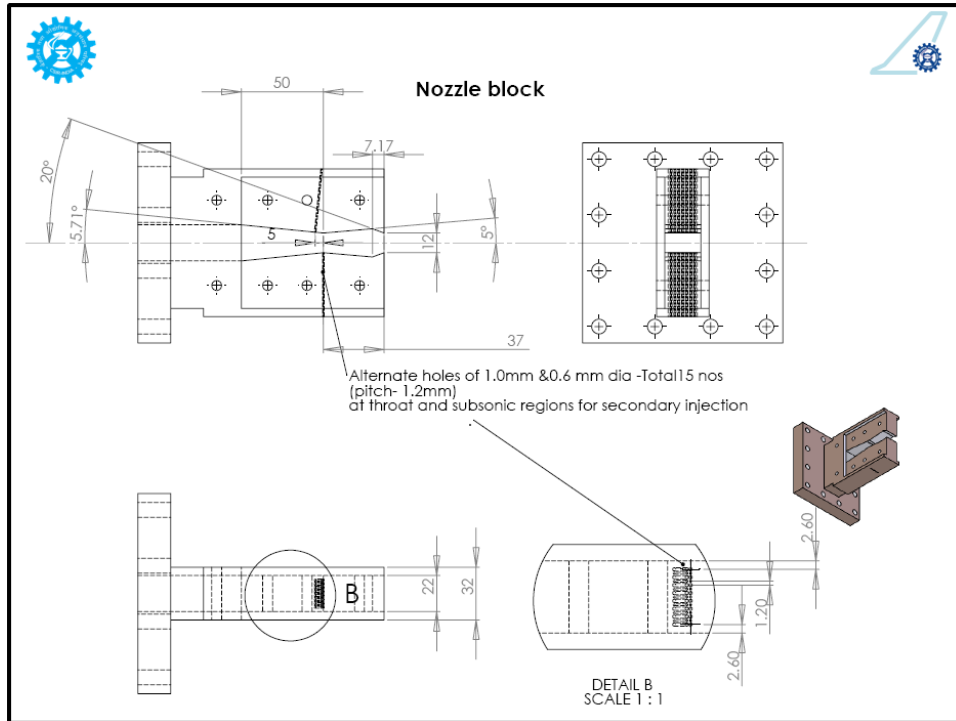 Nozzle block
50
7.17
20°
5.71°
5
12
5°
37
Alternate holes of 1.0mm &0.6 mm dia -Total15 nos
(pitch- 1.2mm)
at throat and subsonic regions for secondary injection
.
B
22
32
2.60
1.20
2.60
DETAIL B
SCALE 1 : 1